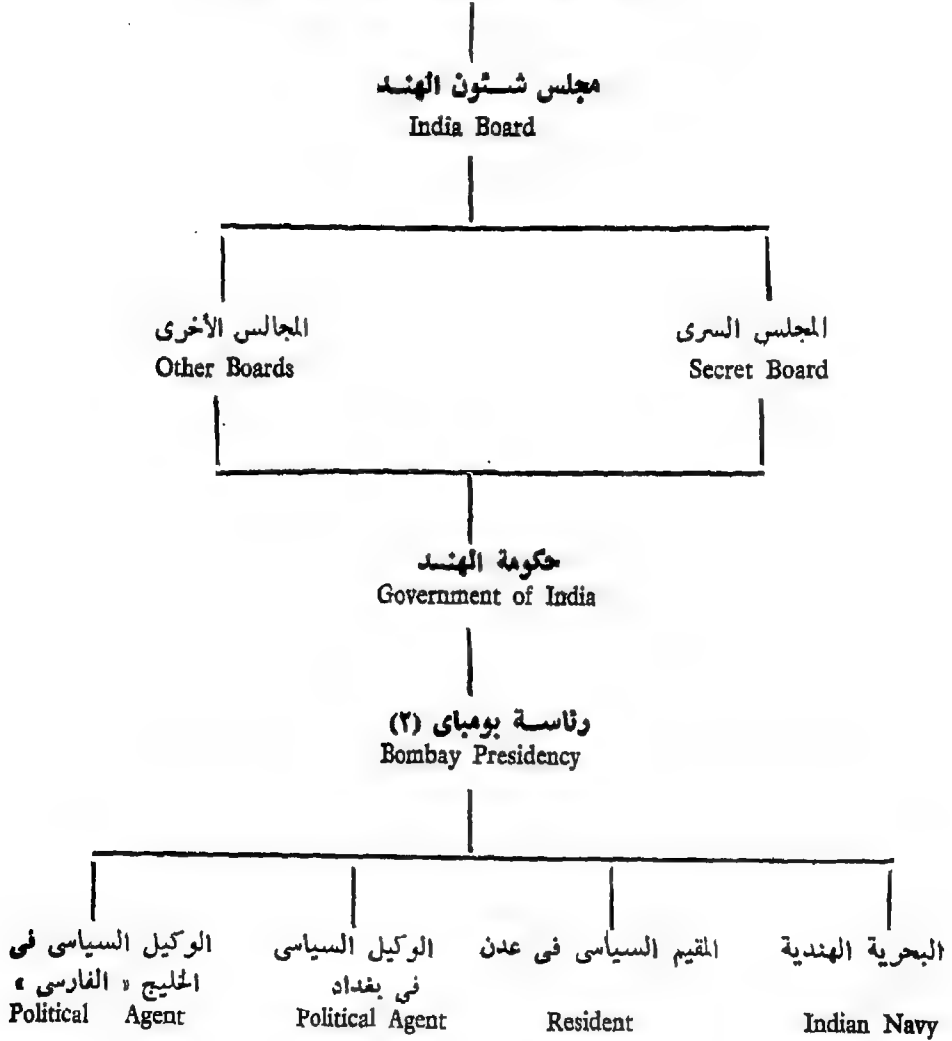 مجلس شئون الهند
India Board
المجلس السرى
Secret Board
المجالس الأخرى
Other Boards
حكومة الهند
Government of India
رئاسة بومباى (٢)
Bombay Presidency
البحرية الهندية
Indian Navy
المقيم السياسى فى عدن
Resident
الوكيل السياسى
فى بغداد
Political Agent
الوكيل السياسى فى
الخليج « الفارسى »
Political Agent